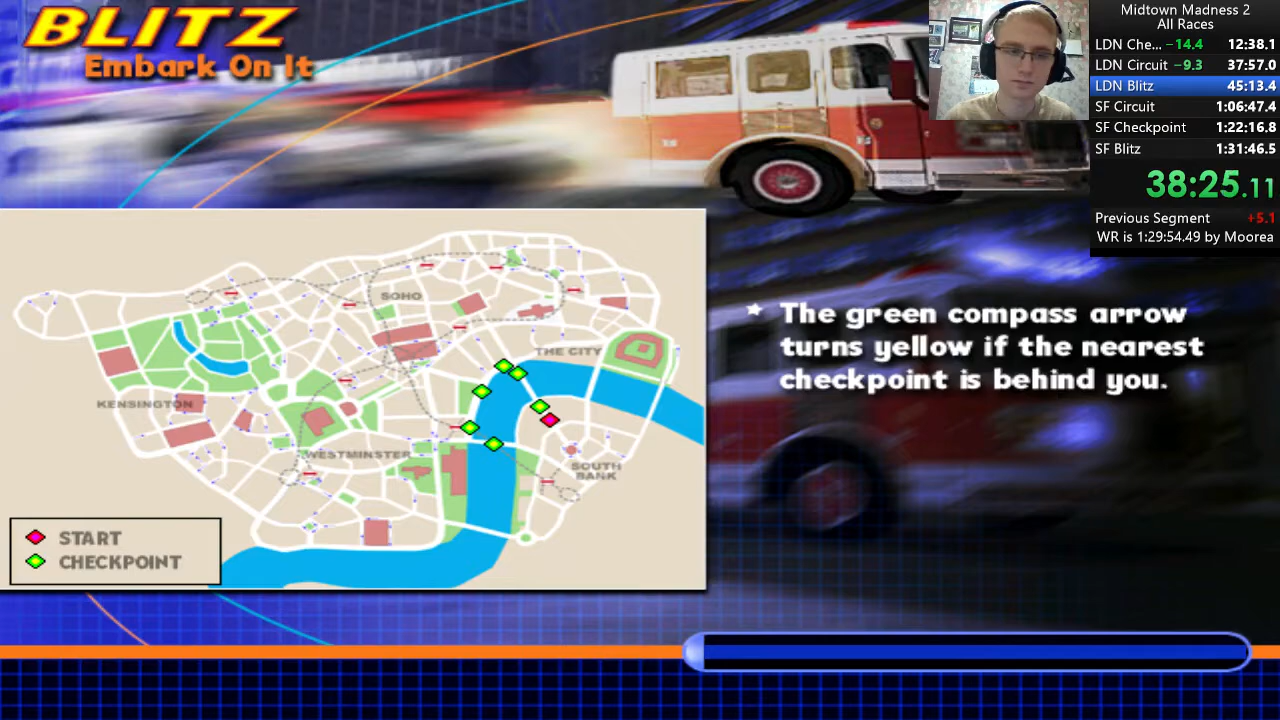 BLITZ
Embark On It
SOHO
THE CITY
KENSINGTON
WESTMINSTER
SOUTH
BANK
START
CHECKPOINT
★ The green compass arrow
turns yellow if the nearest
checkpoint is behind you.
Midtown Madness 2
All Races
LDN Che... −14.4 12:38.1
LDN Circuit −9.3 37:57.0
LDN Blitz 45:13.4
SF Circuit 1:06:47.4
SF Checkpoint 1:22:16.8
SF Blitz 1:31:46.5
38:25.11
Previous Segment +5.1
WR is 1:29:54.49 by Moorea